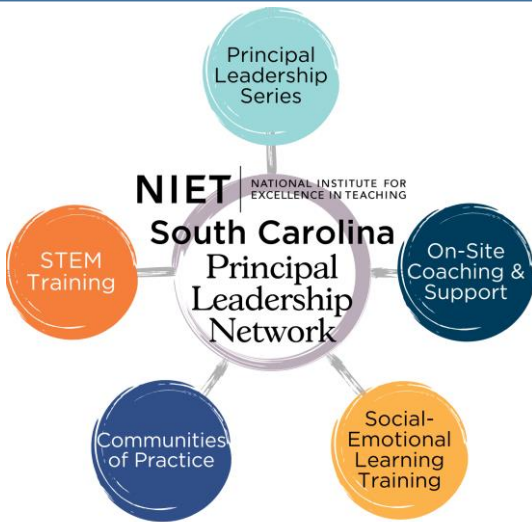 Principal
Leadership
Series
NIET
NATIONAL INSTITUTE FOR
EXCELLENCE IN TEACHING
South Carolina
Principal
Leadership
Network
STEM
Training
On-Site
Coaching &
Support
Communities
of Practice
Social-
Emotional
Learning
Training